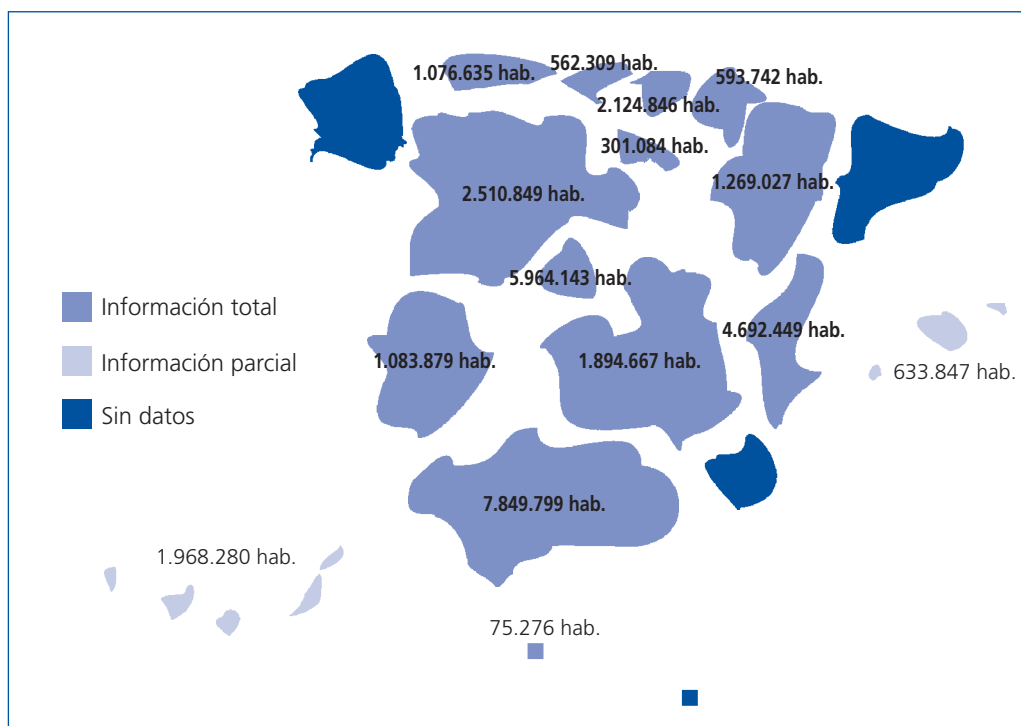 1.076.635 hab.
562.309 hab.
593.742 hab.
2.124.846 hab.
301.084 hab.
2.510.849 hab.
1.269.027 hab.
5.964.143 hab.
Información total
4.692.449 hab.
Información parcial
1.083.879 hab.
1.894.667 hab.
633.847 hab.
Sin datos
7.849.799 hab.
1.968.280 hab.
75.276 hab.